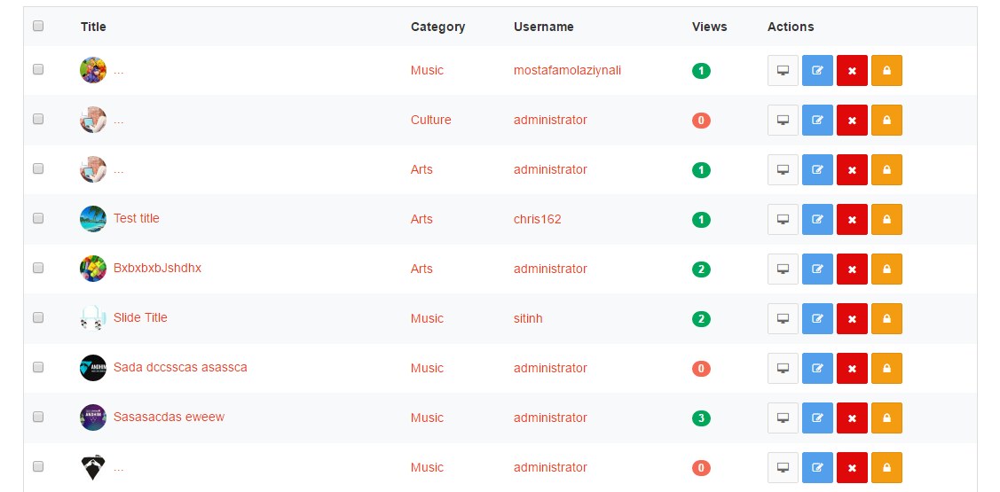 Title Category Username Views Actions
... Music mostafamolaziynali 1
... Culture administrator 0
... Arts administrator 1
Test title Arts chris162 1
BxbxbxbJshdhx Arts administrator 2
Slide Title Music sitinh 2
Sada dccsscas asassca Music administrator 0
Sasasacdas eweew Music administrator 3
... Music administrator 0